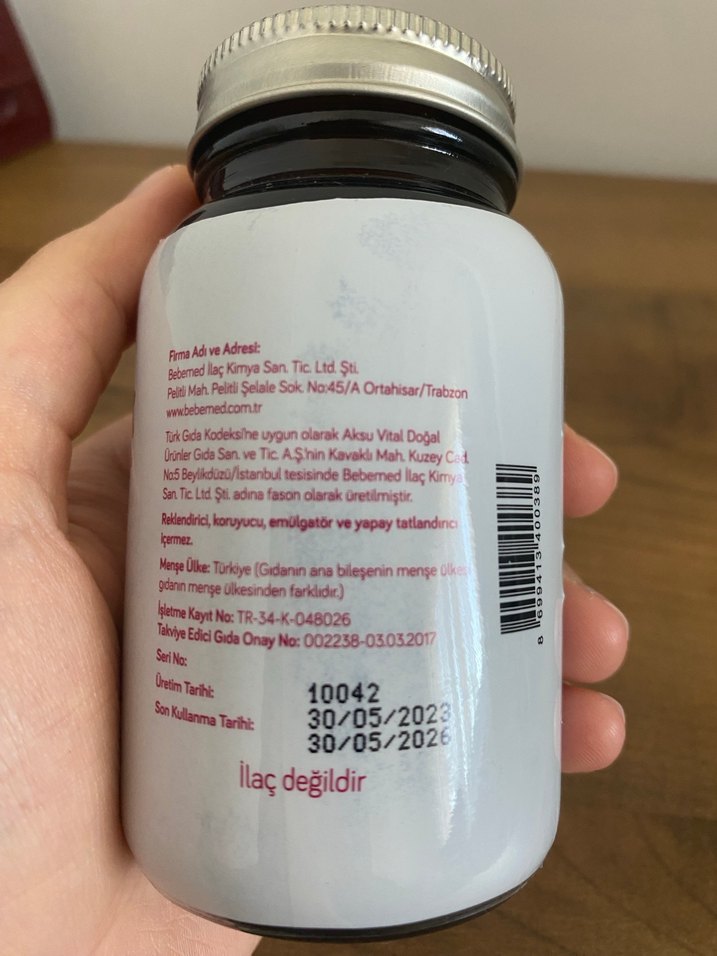 Firma Adı ve Adresi:
Bebemed İlaç Kimya San. Tic. Ltd. Şti.
Pelitli Mah. Pelitli Şelale Sok. No:45/A Ortahisar/Trabzon
www.bebemed.com.tr
Türk Gıda Kodeksi'ne uygun olarak Aksu Vital Doğal
Ürünler Gıda San. ve Tic. A.Ş.'nin Kavaklı Mah. Kuzey Cad.
No:5 Beylikdüzü/İstanbul tesisinde Bebemed İlaç Kimya
San. Tic. Ltd. Şti. adına fason olarak üretilmiştir.
Reklendirici, koruyucu, emülgatör ve yapay tatlandırıcı
içermez.
Menşe Ülke: Türkiye (Gıdanın ana bileşenin menşe ülkesi
gıdanın menşe ülkesinden farklıdır.)
İşletme Kayıt No: TR-34-K-048026
Takviye Edici Gıda Onay No: 002238-03.03.2017
Seri No: 10042
Üretim Tarihi: 30/05/2023
Son Kullanma Tarihi: 30/05/2026
İlaç değildir
8 699413 400389